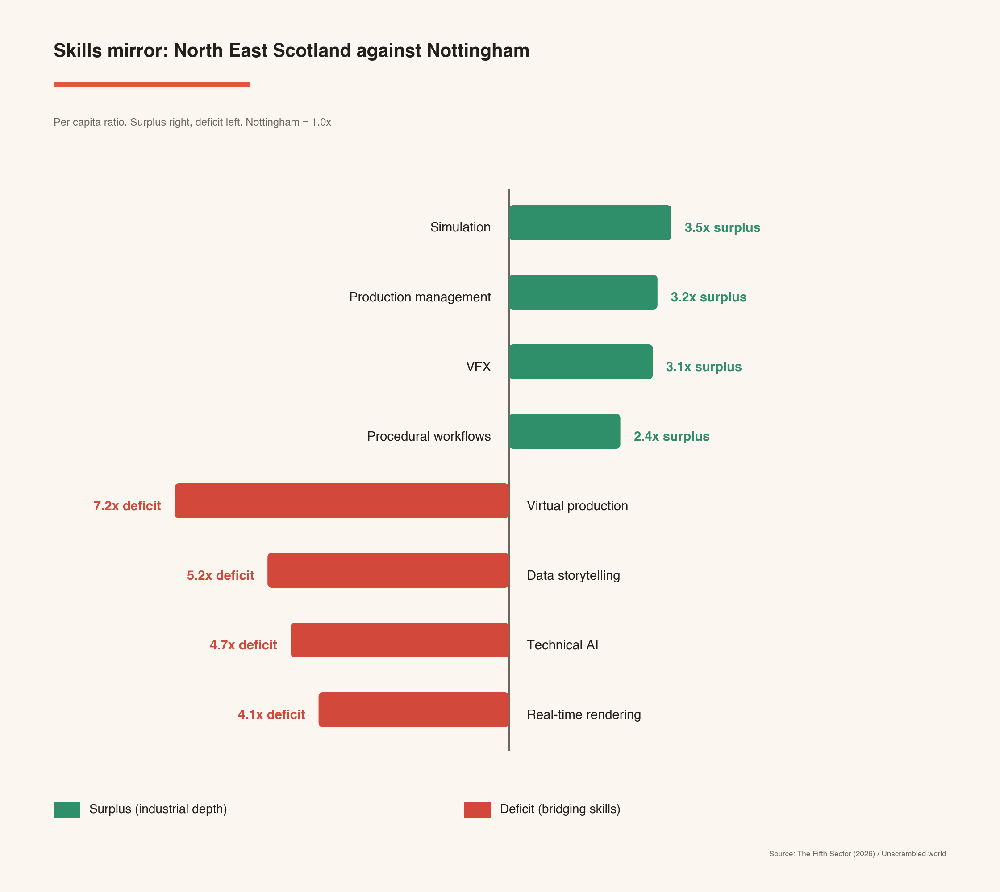 Skills mirror: North East Scotland against Nottingham
Per capita ratio. Surplus right, deficit left. Nottingham = 1.0x
Simulation 3.5x surplus
Production management 3.2x surplus
VFX 3.1x surplus
Procedural workflows 2.4x surplus
7.2x deficit Virtual production
5.2x deficit Data storytelling
4.7x deficit Technical AI
4.1x deficit Real-time rendering
Surplus (industrial depth) Deficit (bridging skills)
Source: The Fifth Sector (2026) / Unscrambled.world